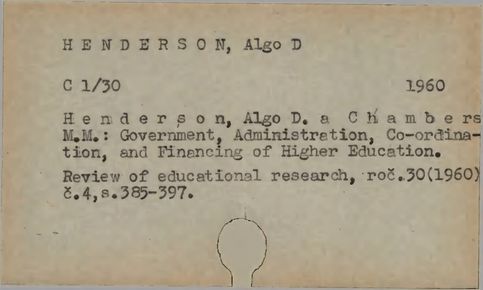 H E N D E R S O N, Algo D
C 1/30 1960
H e n d e r s o n, Algo D. a C h a m b e r s
M.M.: Government, Administration, Co-ordina-
tion, and Financing of Higher Education.
Review of educational research, roč.30(1960)
č.4,s.385-397.